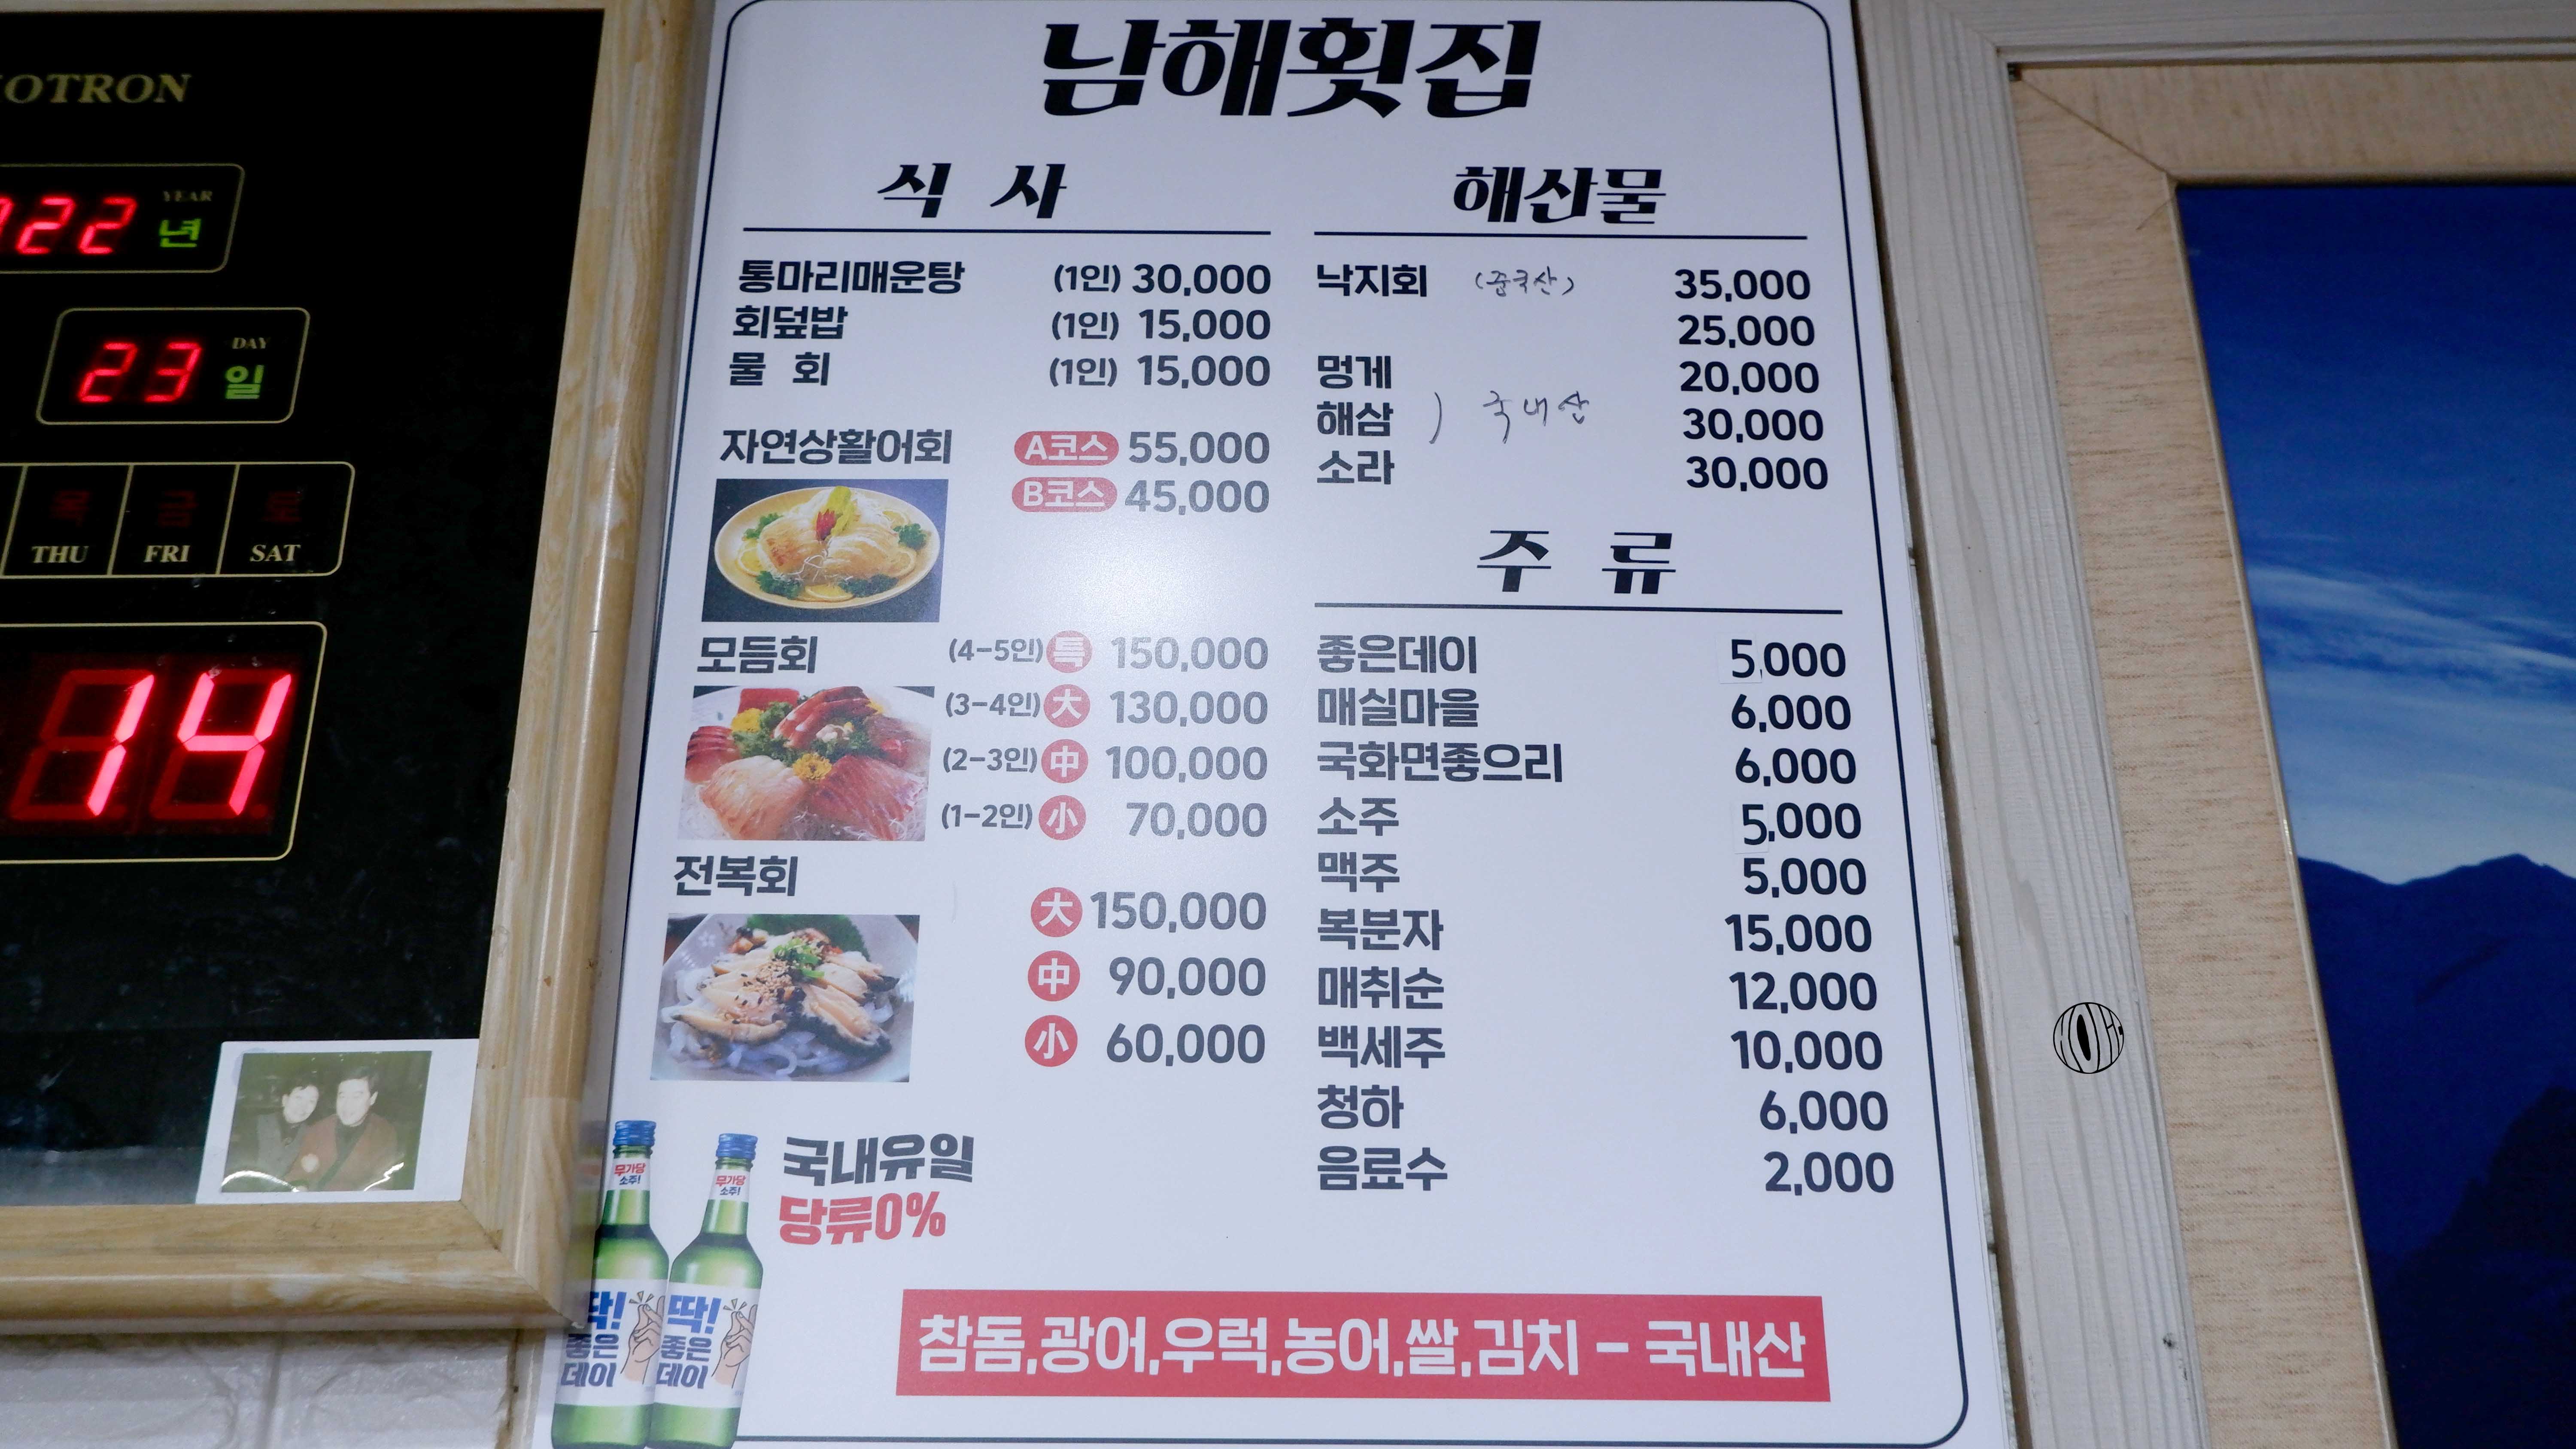 OTRON
22 YEAR 년
23 DAY 일
목 금 토
THU FRI SAT
14
남해횟집
식 사
통마리매운탕 (1인) 30,000
회덮밥 (1인) 15,000
물 회 (1인) 15,000
자연상활어회 A코스 55,000
B코스 45,000
모듬회 (4-5인) 특 150,000
(3-4인) 大 130,000
(2-3인) 中 100,000
(1-2인) 小 70,000
전복회
大 150,000
中 90,000
小 60,000
무가당
소주!
무가당
소주!
국내유일
당류0%
딱!
좋은
데이
딱!
좋은
데이
해산물
낙지회 (중국산) 35,000
25,000
멍게 20,000
해삼 ) 국내산 30,000
소라 30,000
주 류
좋은데이 5,000
매실마을 6,000
국화면좋으리 6,000
소주 5,000
맥주 5,000
복분자 15,000
매취순 12,000
백세주 10,000
청하 6,000
음료수 2,000
참돔,광어,우럭,농어,쌀,김치 - 국내산